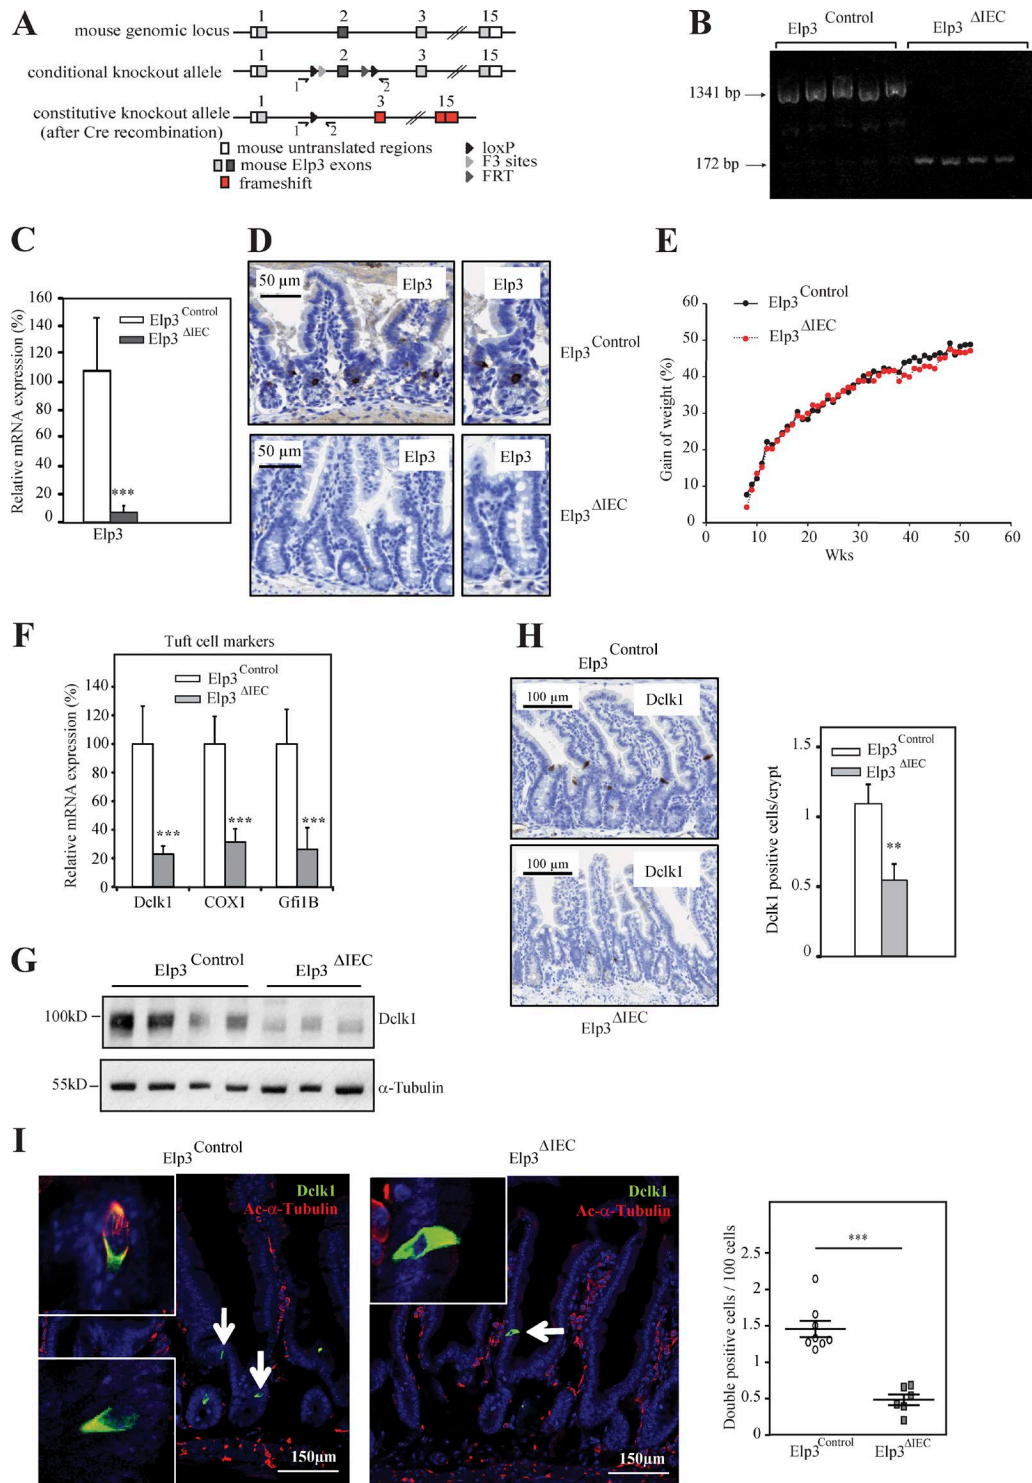 A
1 2 3 15
mouse genomic locus
1 2 3 15
conditional knockout allele
1 2
1 3 15
constitutive knockout allele
(after Cre recombination)
1 2
mouse untranslated regions
mouse Elp3 exons
frameshift
loxP
F3 sites
FRT
B
Elp3 Control
Elp3 ΔIEC
1341 bp
172 bp
C
Relative mRNA expression (%)
160
140
120
100
80
60
40
20
0
Elp3 Control
Elp3 ΔIEC
***
Elp3
D
50 µm
Elp3
Elp3
Elp3 Control
50 µm
Elp3
Elp3
Elp3 ΔIEC
E
Gain of weight (%)
60
50
40
30
20
10
0
Elp3 Control
Elp3 ΔIEC
0 10 20 30 40 50 60
Wks
F
Tuft cell markers
Relative mRNA expression (%)
140
120
100
80
60
40
20
0
Elp3 Control
Elp3 ΔIEC
*** *** ***
Dclk1 COX1 Gfi1B
G
Elp3 Control
Elp3 ΔIEC
100kD
Dclk1
55kD
α-Tubulin
H
Elp3 Control
100 µm
Dclk1
100 µm
Dclk1
Elp3 ΔIEC
Dclk1 positive cells/crypt
1.5
1
0.5
0
Elp3 Control
Elp3 ΔIEC
**
I
Elp3 Control
Dclk1
Ac-α-Tubulin
150µm
Elp3 ΔIEC
Dclk1
Ac-α-Tubulin
150µm
Double positive cells / 100 cells
2.5
2
1.5
1
0.5
0
***
Elp3 Control
Elp3 ΔIEC